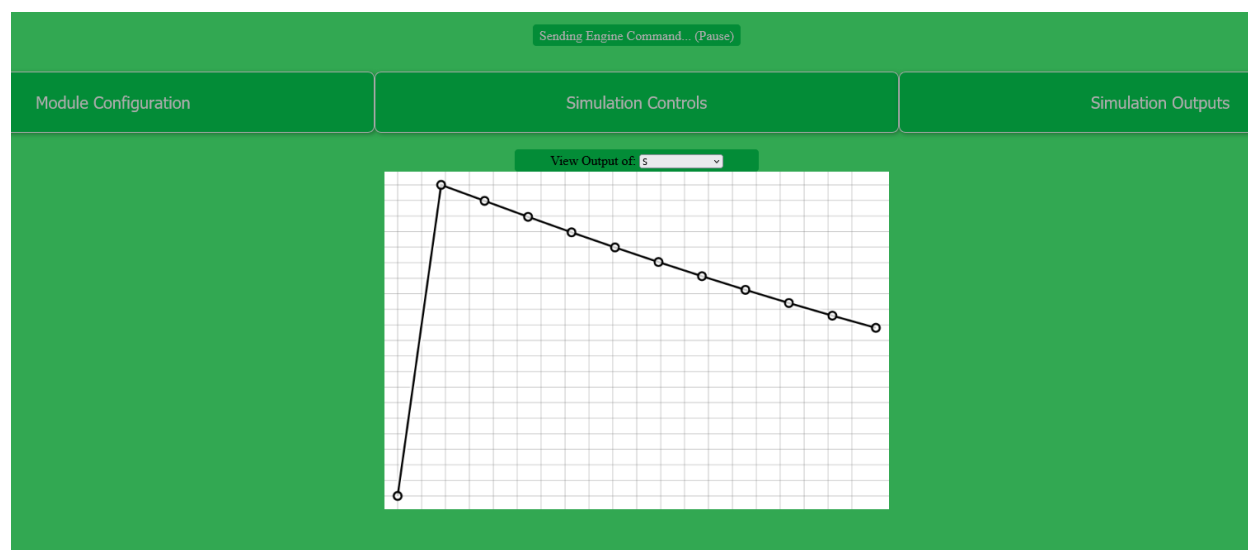 Sending Engine Command... (Pause)
Module Configuration
Simulation Controls
Simulation Outputs
View Output of: s